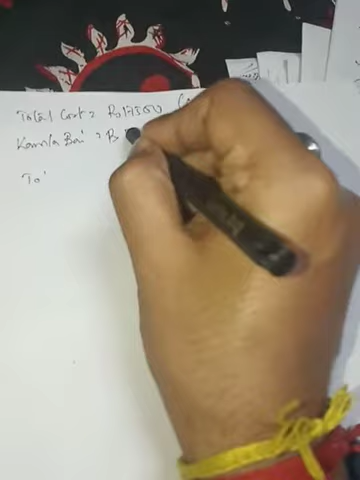 Total Cost = Rs 17500
Kamla Bai = B
To